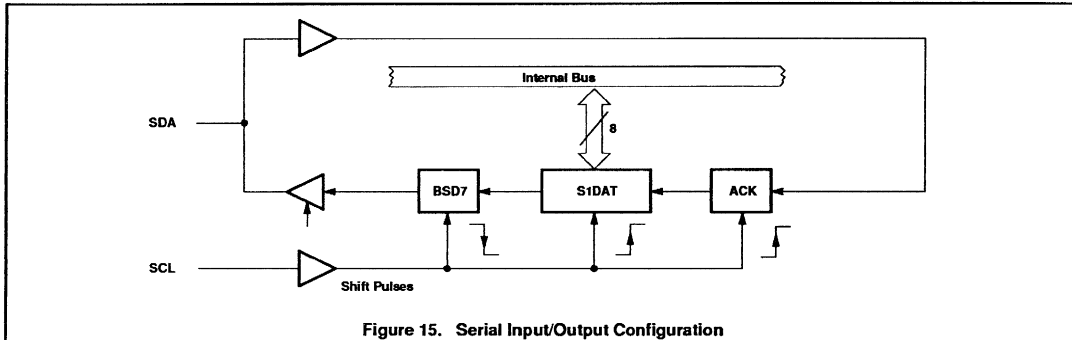 Internal Bus
SDA
8
BSD7
S1DAT
ACK
SCL
Shift Pulses
Figure 15. Serial Input/Output Configuration